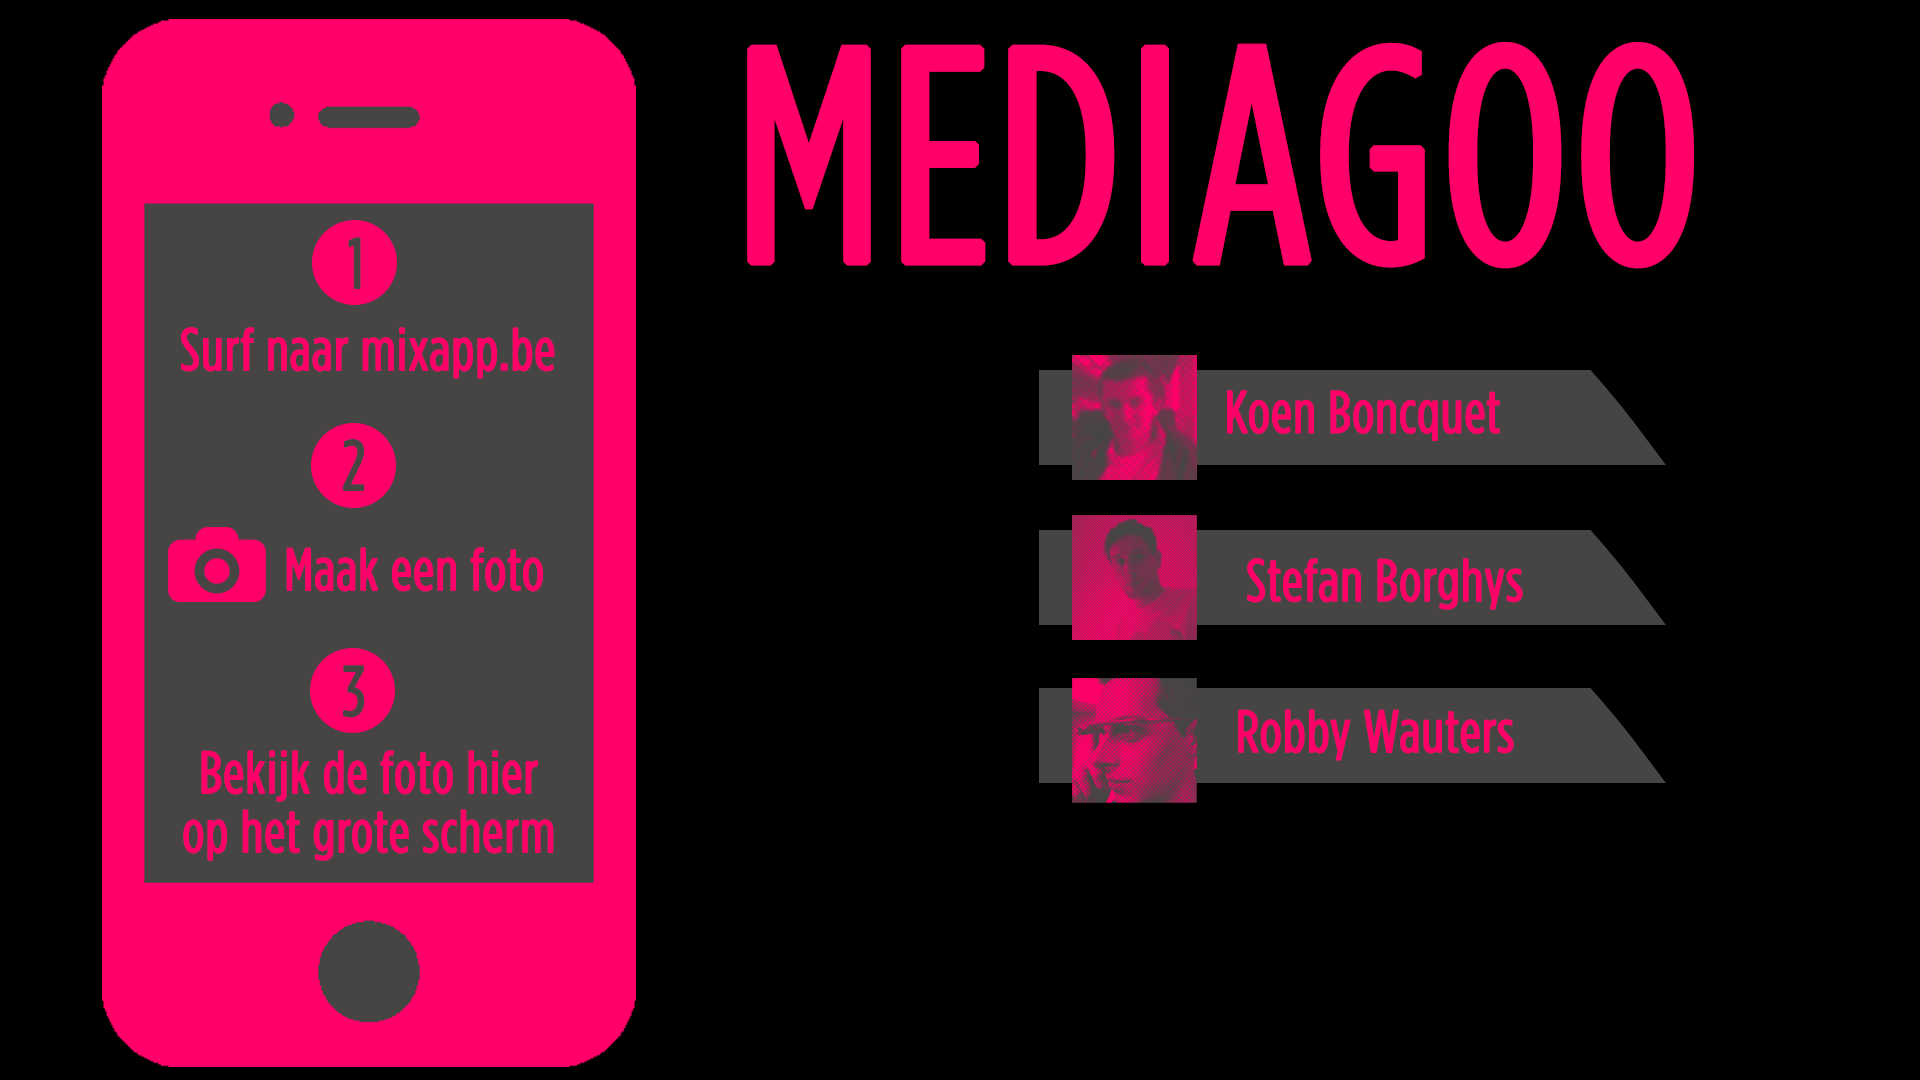 MEDIAGOO
1
Surf naar mixapp.be
2
Maak een foto
3
Bekijk de foto hier
op het grote scherm
Koen Boncquet
Stefan Borghys
Robby Wauters